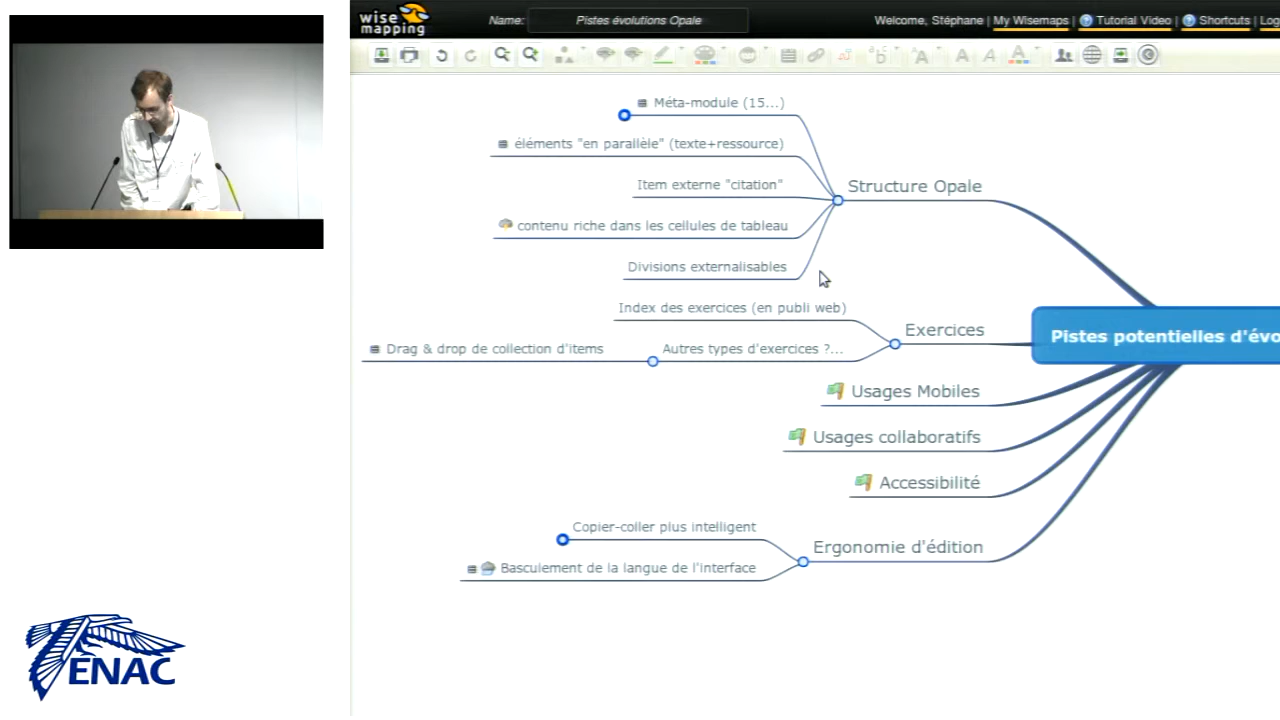 wise
mapping
Name:
Pistes évolutions Opale
Welcome, Stéphane | My Wisemaps | Tutorial Video | Shortcuts | Log
Méta-module (15...)
éléments "en parallèle" (texte+ressource)
Item externe "citation"
contenu riche dans les cellules de tableau
Divisions externalisables
Structure Opale
Index des exercices (en publi web)
Drag & drop de collection d'items
Autres types d'exercices ?...
Exercices
Pistes potentielles d'évo
Usages Mobiles
Usages collaboratifs
Accessibilité
Copier-coller plus intelligent
Basculement de la langue de l'interface
Ergonomie d'édition
ENAC